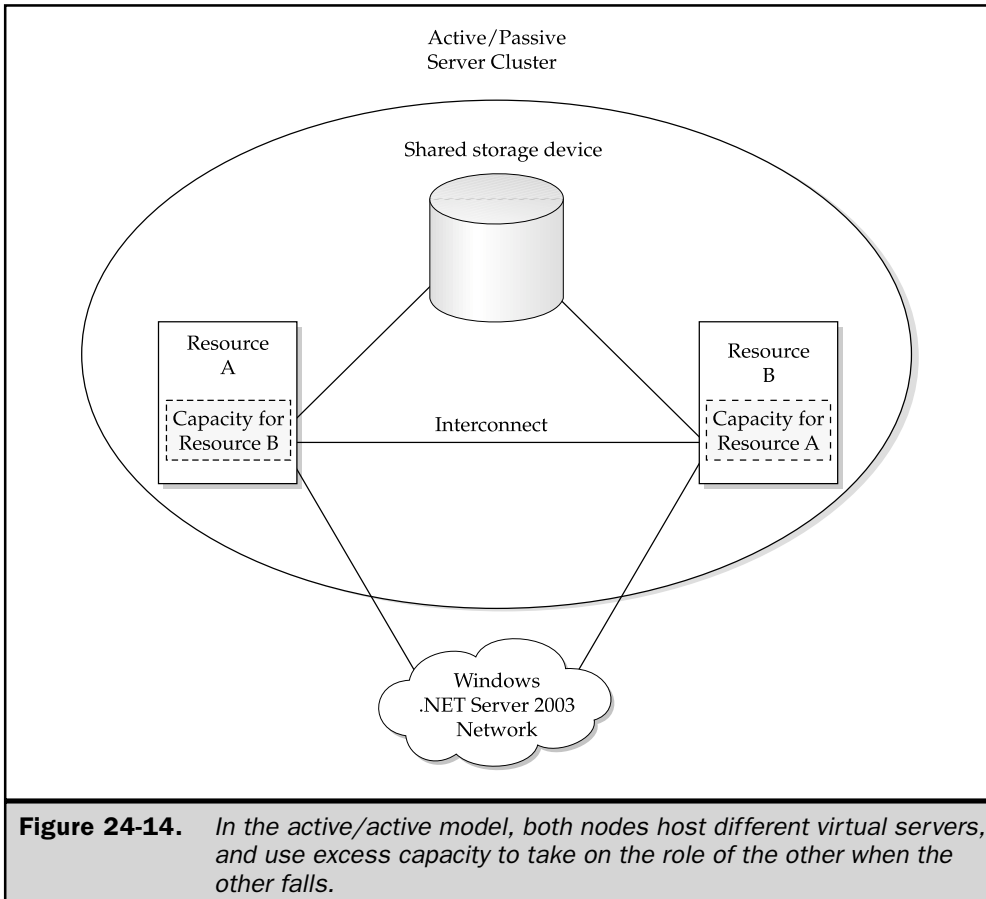 Active/Passive
Server Cluster
Shared storage device
Resource
A
Capacity for
Resource B
Interconnect
Resource
B
Capacity for
Resource A
Windows
.NET Server 2003
Network
Figure 24-14. In the active/active model, both nodes host different virtual servers,
and use excess capacity to take on the role of the other when the
other falls.